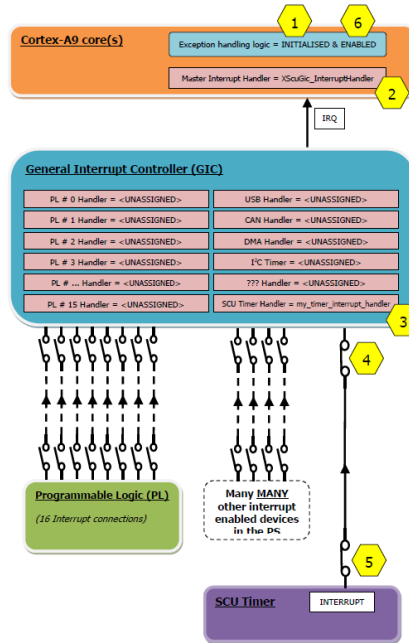 1
6
Cortex-A9 core(s)
Exception handling logic = INITIALISED & ENABLED
Master Interrupt Handler = XScuGic_InterruptHandler
2
IRQ
General Interrupt Controller (GIC)
PL # 0 Handler = <UNASSIGNED>
USB Handler = <UNASSIGNED>
PL # 1 Handler = <UNASSIGNED>
CAN Handler = <UNASSIGNED>
PL # 2 Handler = <UNASSIGNED>
DMA Handler = <UNASSIGNED>
PL # 3 Handler = <UNASSIGNED>
I²C Timer = <UNASSIGNED>
PL # ... Handler = <UNASSIGNED>
??? Handler = <UNASSIGNED>
PL # 15 Handler = <UNASSIGNED>
SCU Timer Handler = my_timer_interrupt_handler
3
4
Programmable Logic (PL)
(16 Interrupt connections)
Many MANY
other interrupt
enabled devices
in the PS
5
SCU Timer
INTERRUPT